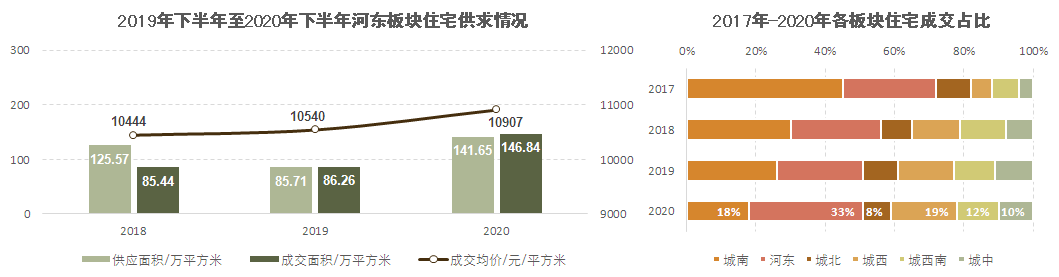 2019年下半年至2020年下半年河东板块住宅供求情况
300 12000
200 11000
100 10000
0 9000
10444 10540 10907
125.57 85.44 85.71 86.26 141.65 146.84
2018 2019 2020
供应面积/万平方米 成交面积/万平方米 成交均价/元/平方米
2017年-2020年各板块住宅成交占比
0% 20% 40% 60% 80% 100%
2017
2018
2019
2020 18% 33% 8% 19% 12% 10%
城南 河东 城北 城西 城西南 城中